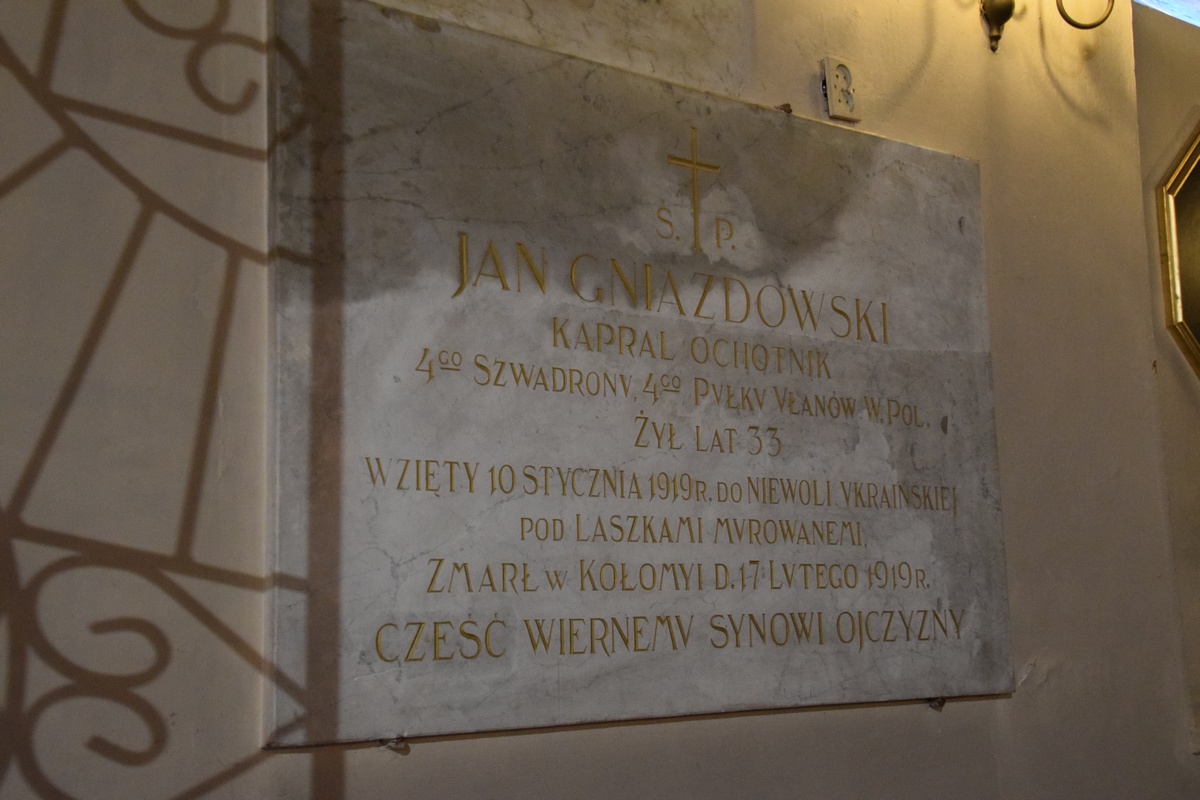 Ś. P.
JAN GNIAZDOWSKI
KAPRAL OCHOTNIK
4GO SZWADRONV, 4GO PVŁKV VŁANÓW W. POL.
ŻYŁ LAT 33
WZIĘTY 10 STYCZNIA 1919R. DO NIEWOLI VKRAIŃSKIEJ
POD LASZKAMI MVROWANEMI,
ZMARŁ W KOŁOMYI D. 17 LVTEGO 1919R.
CZEŚĆ WIERNEMV SYNOWI OJCZYZNY